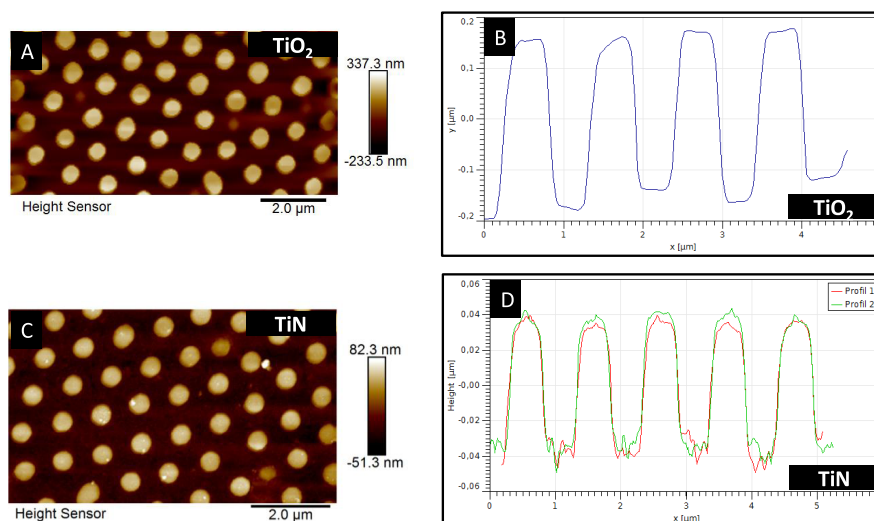 A
TiO2
337.3 nm
-233.5 nm
Height Sensor
2.0 µm
B
0.2
0.1
0.0
-0.1
-0.2
y [µm]
0 1 2 3 4
x [µm]
TiO2
C
TiN
82.3 nm
-51.3 nm
Height Sensor
2.0 µm
D
Profil 1
Profil 2
0.06
0.04
0.02
-0.00
-0.02
-0.04
-0.06
Height [µm]
0 1 2 3 4 5
x [µm]
TiN